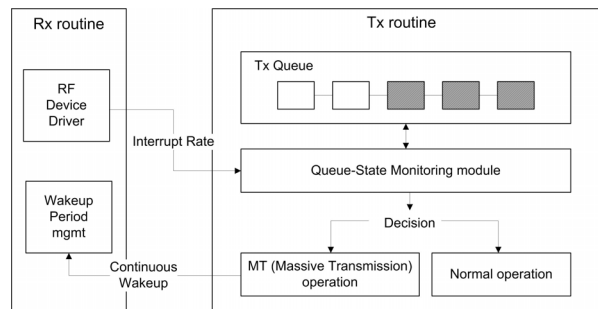 Rx routine
Tx routine
RF
Device
Driver
Tx Queue
Interrupt Rate
Queue-State Monitoring module
Wakeup
Period
mgmt
Decision
Continuous
Wakeup
MT (Massive Transmission)
operation
Normal operation